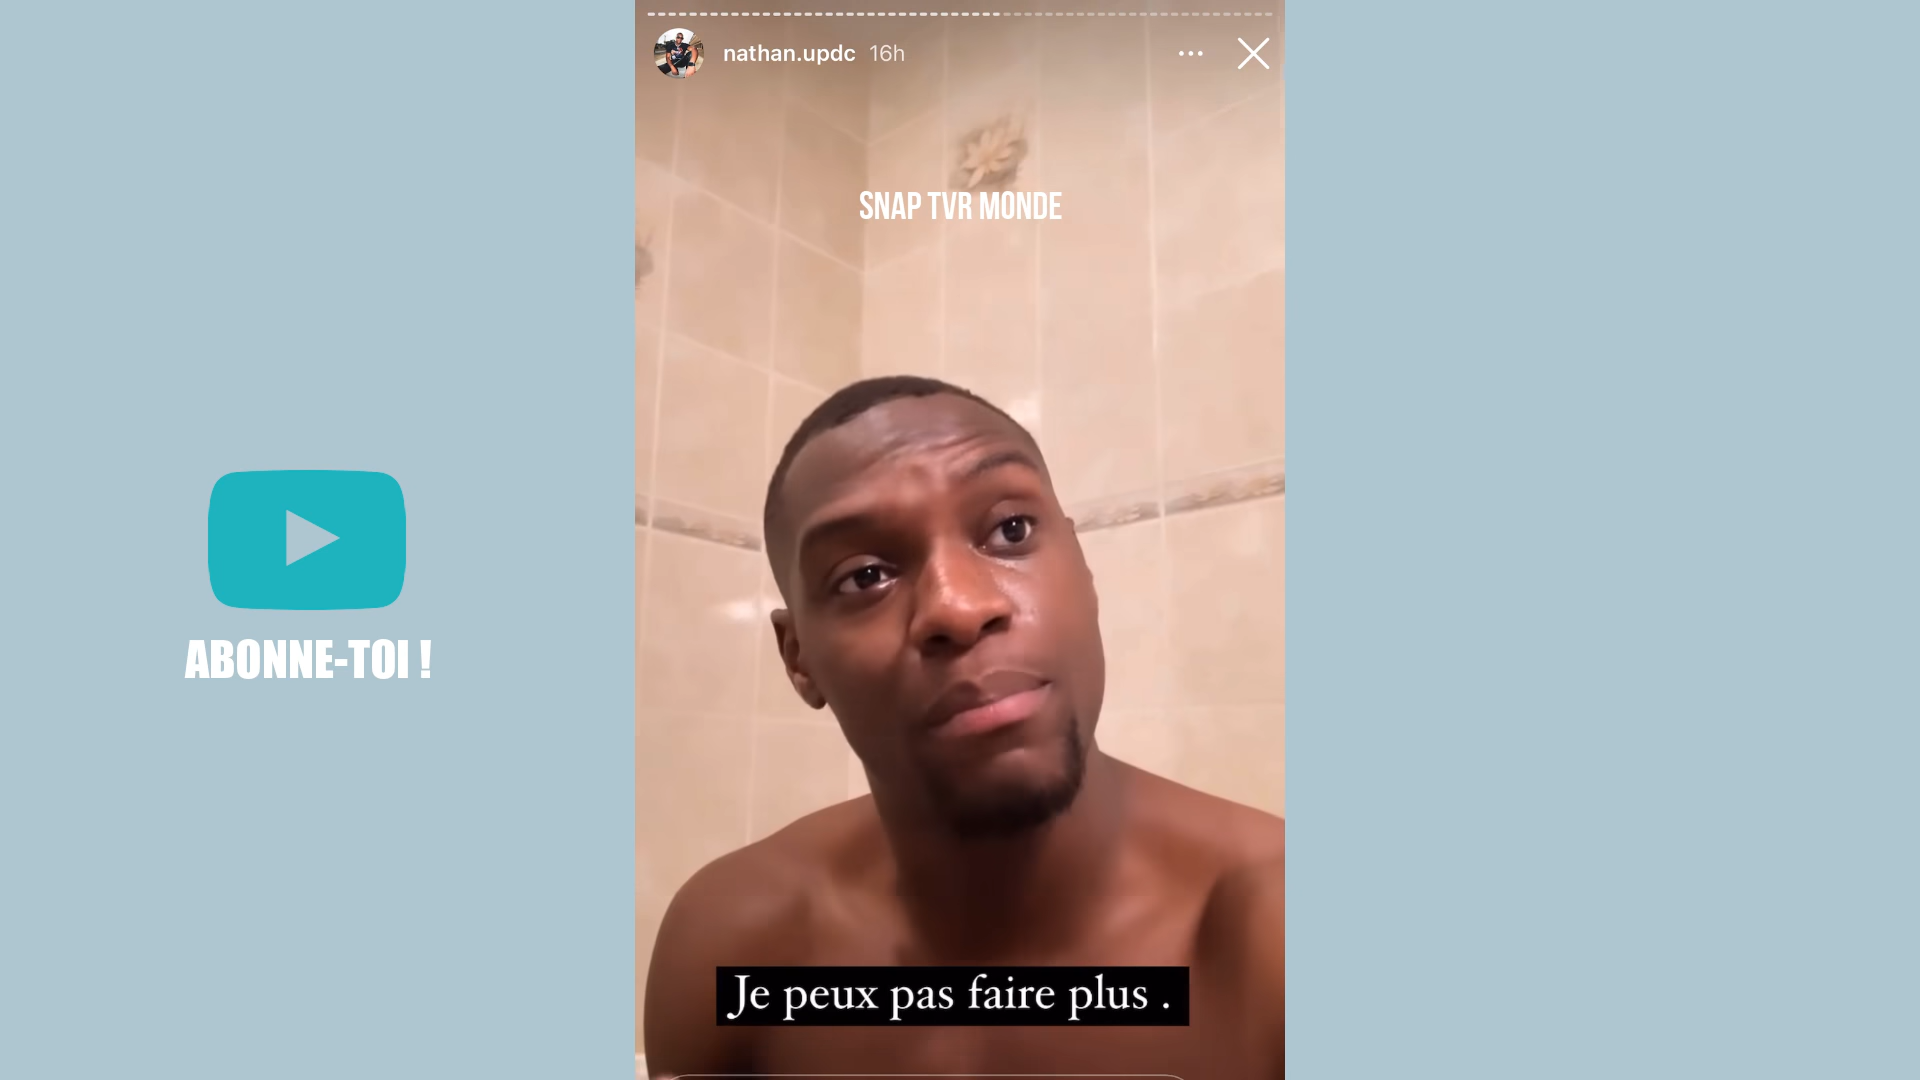 nathan.updc 16h
SNAP TVR MONDE
ABONNE-TOI !
Je peux pas faire plus .